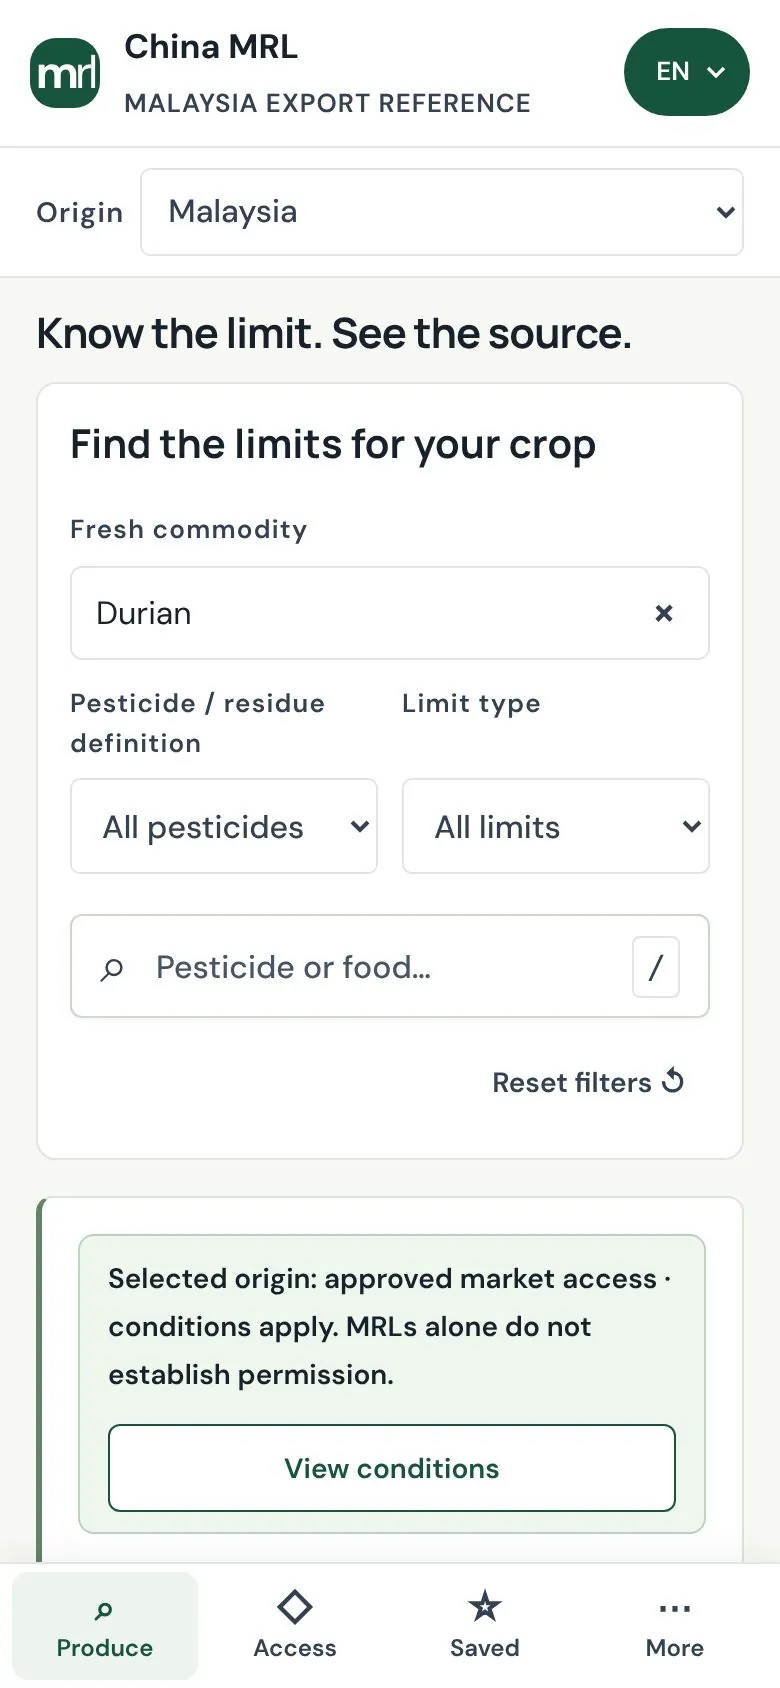 mrl
China MRL
MALAYSIA EXPORT REFERENCE
EN
Origin
Malaysia
Know the limit. See the source.
Find the limits for your crop
Fresh commodity
Durian
Pesticide / residue
definition
Limit type
All pesticides
All limits
Pesticide or food...
/
Reset filters
Selected origin: approved market access ·
conditions apply. MRLs alone do not
establish permission.
View conditions
Produce
Access
Saved
More